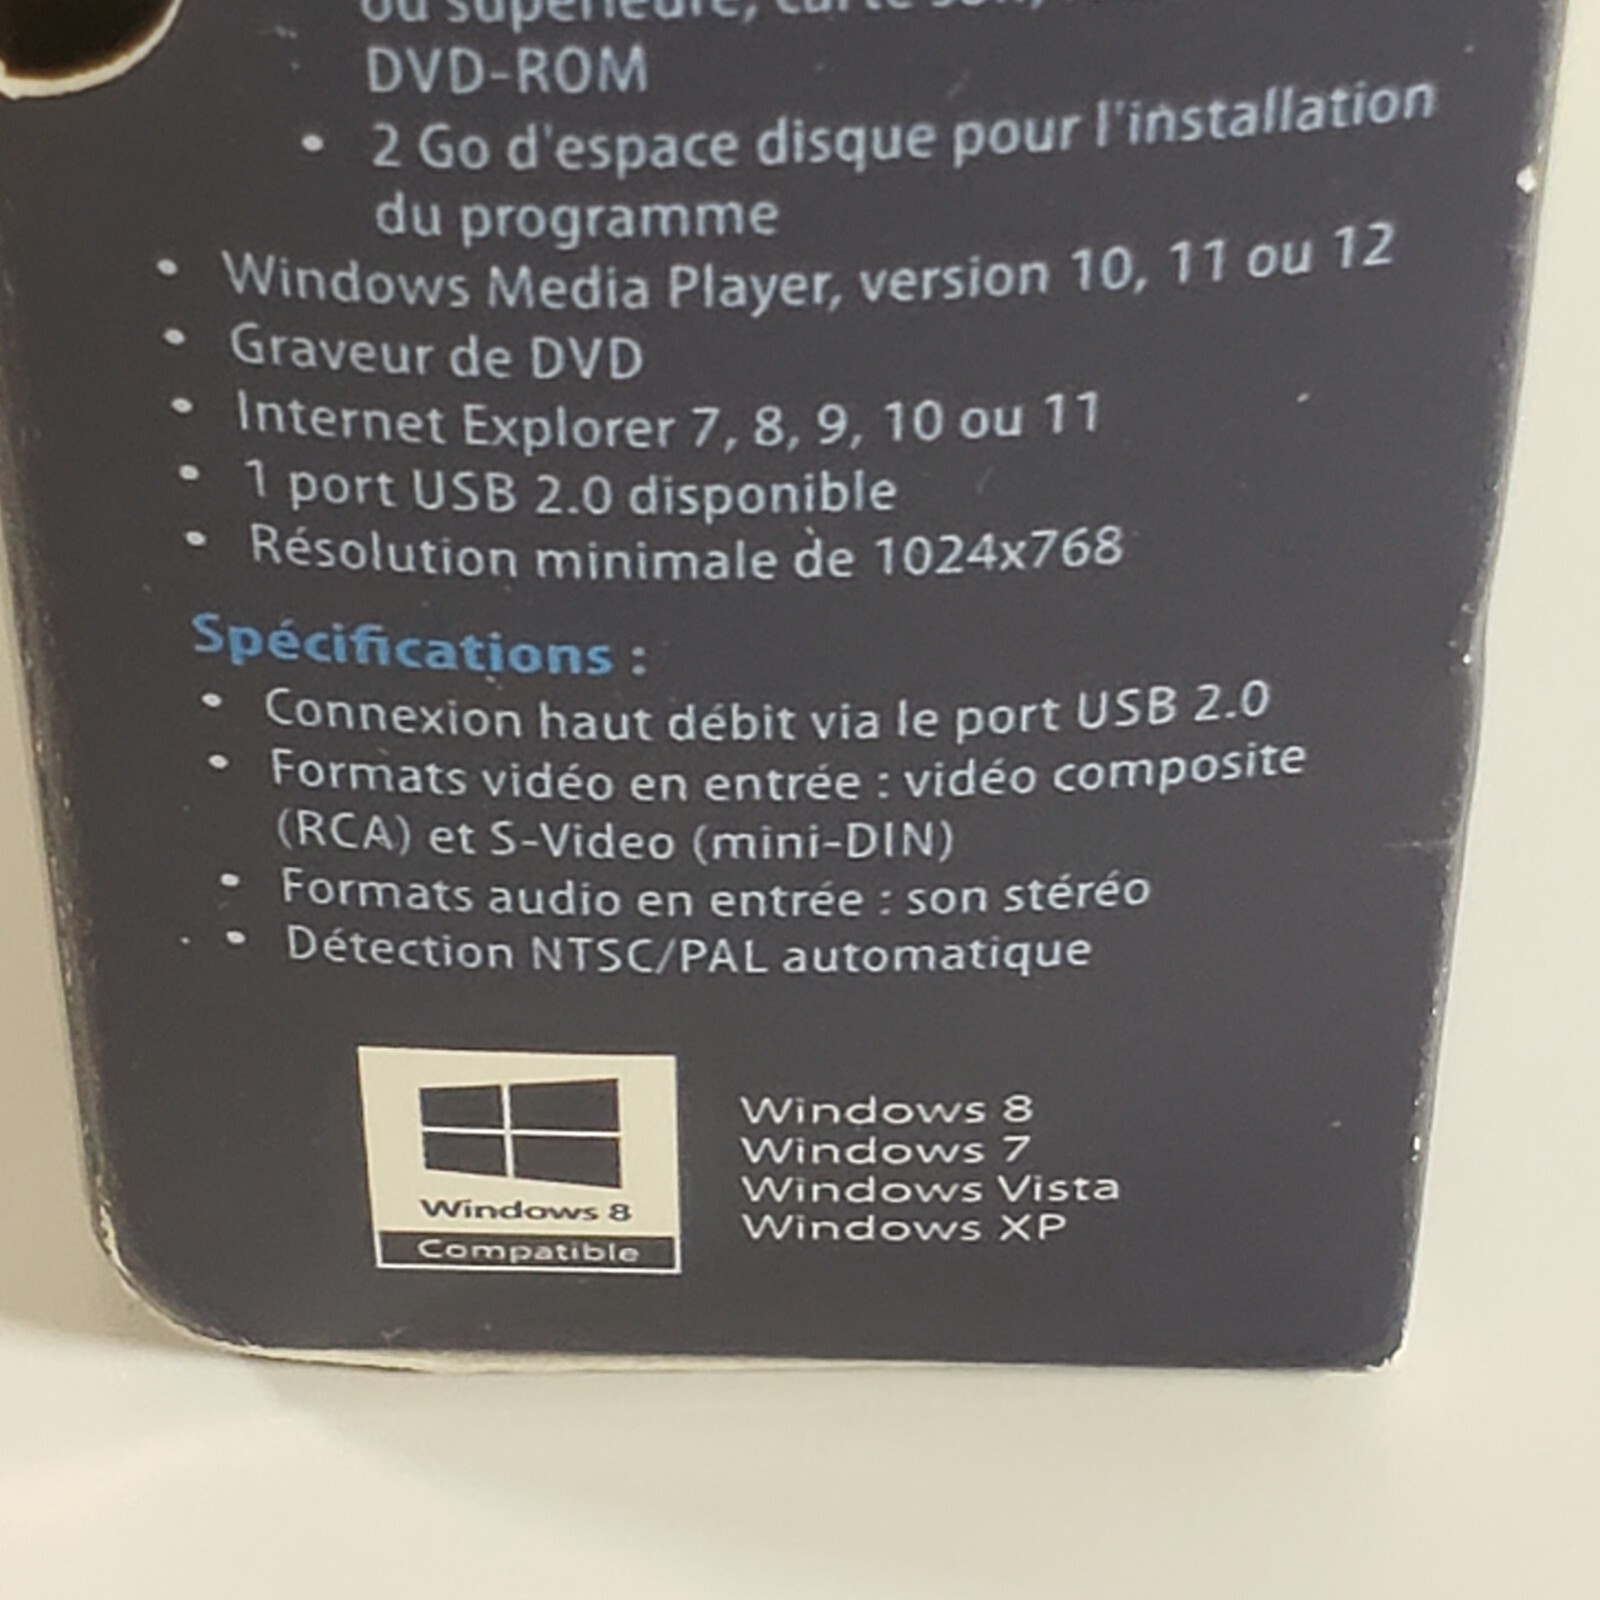 ou supérieure, carte son,
DVD-ROM
• 2 Go d'espace disque pour l'installation
du programme
• Windows Media Player, version 10, 11 ou 12
• Graveur de DVD
• Internet Explorer 7, 8, 9, 10 ou 11
• 1 port USB 2.0 disponible
• Résolution minimale de 1024x768
Spécifications :
• Connexion haut débit via le port USB 2.0
• Formats vidéo en entrée : vidéo composite
(RCA) et S-Video (mini-DIN)
• Formats audio en entrée : son stéréo
• Détection NTSC/PAL automatique
Windows 8
Compatible
Windows 8
Windows 7
Windows Vista
Windows XP